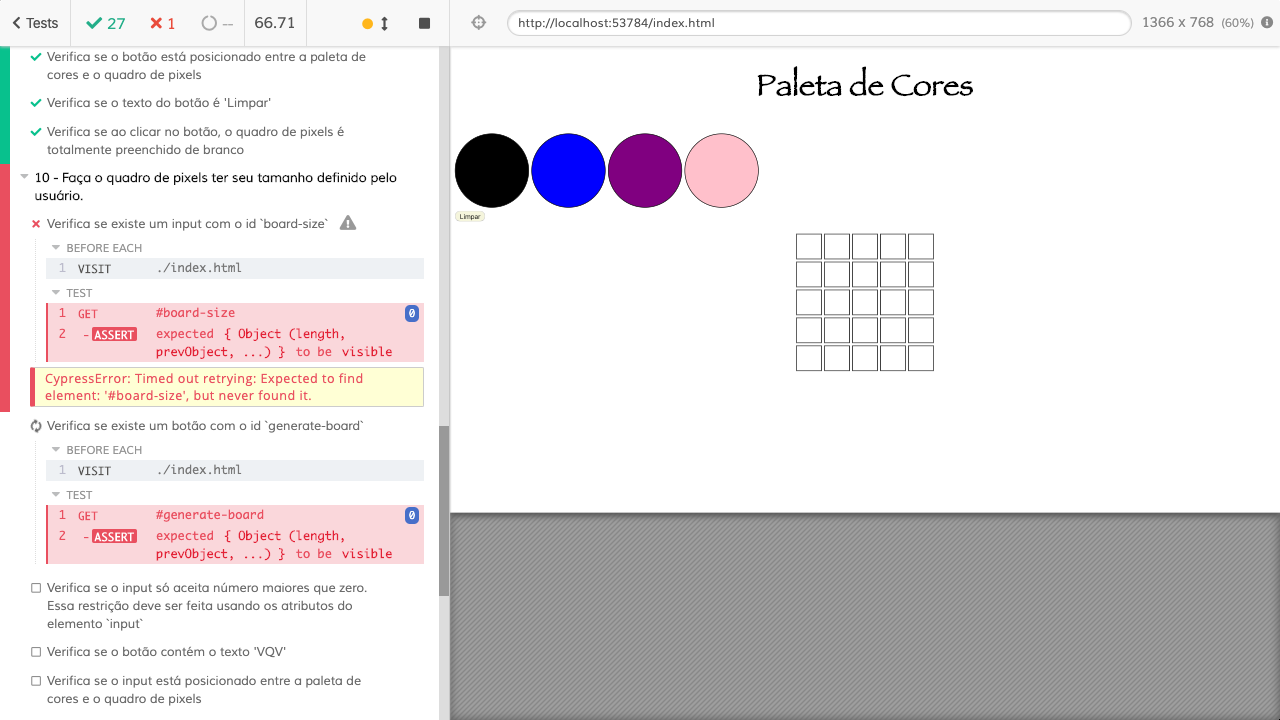 Tests 27 1 -- 66.71 http://localhost:53784/index.html 1366 x 768 (60%)
Verifica se o botão está posicionado entre a paleta de
cores e o quadro de pixels
Verifica se o texto do botão é 'Limpar'
Verifica se ao clicar no botão, o quadro de pixels é
totalmente preenchido de branco
10 - Faça o quadro de pixels ter seu tamanho definido pelo
usuário.
Verifica se existe um input com o id `board-size`
BEFORE EACH
1 VISIT ./index.html
TEST
1 GET #board-size 0
2 -ASSERT expected { Object (length,
prevObject, ...) } to be visible
CypressError: Timed out retrying: Expected to find
element: '#board-size', but never found it.
Verifica se existe um botão com o id `generate-board`
BEFORE EACH
1 VISIT ./index.html
TEST
1 GET #generate-board 0
2 -ASSERT expected { Object (length,
prevObject, ...) } to be visible
Verifica se o input só aceita número maiores que zero.
Essa restrição deve ser feita usando os atributos do
elemento `input`
Verifica se o botão contém o texto 'VQV'
Verifica se o input está posicionado entre a paleta de
cores e o quadro de pixels
Paleta de Cores
Limpar